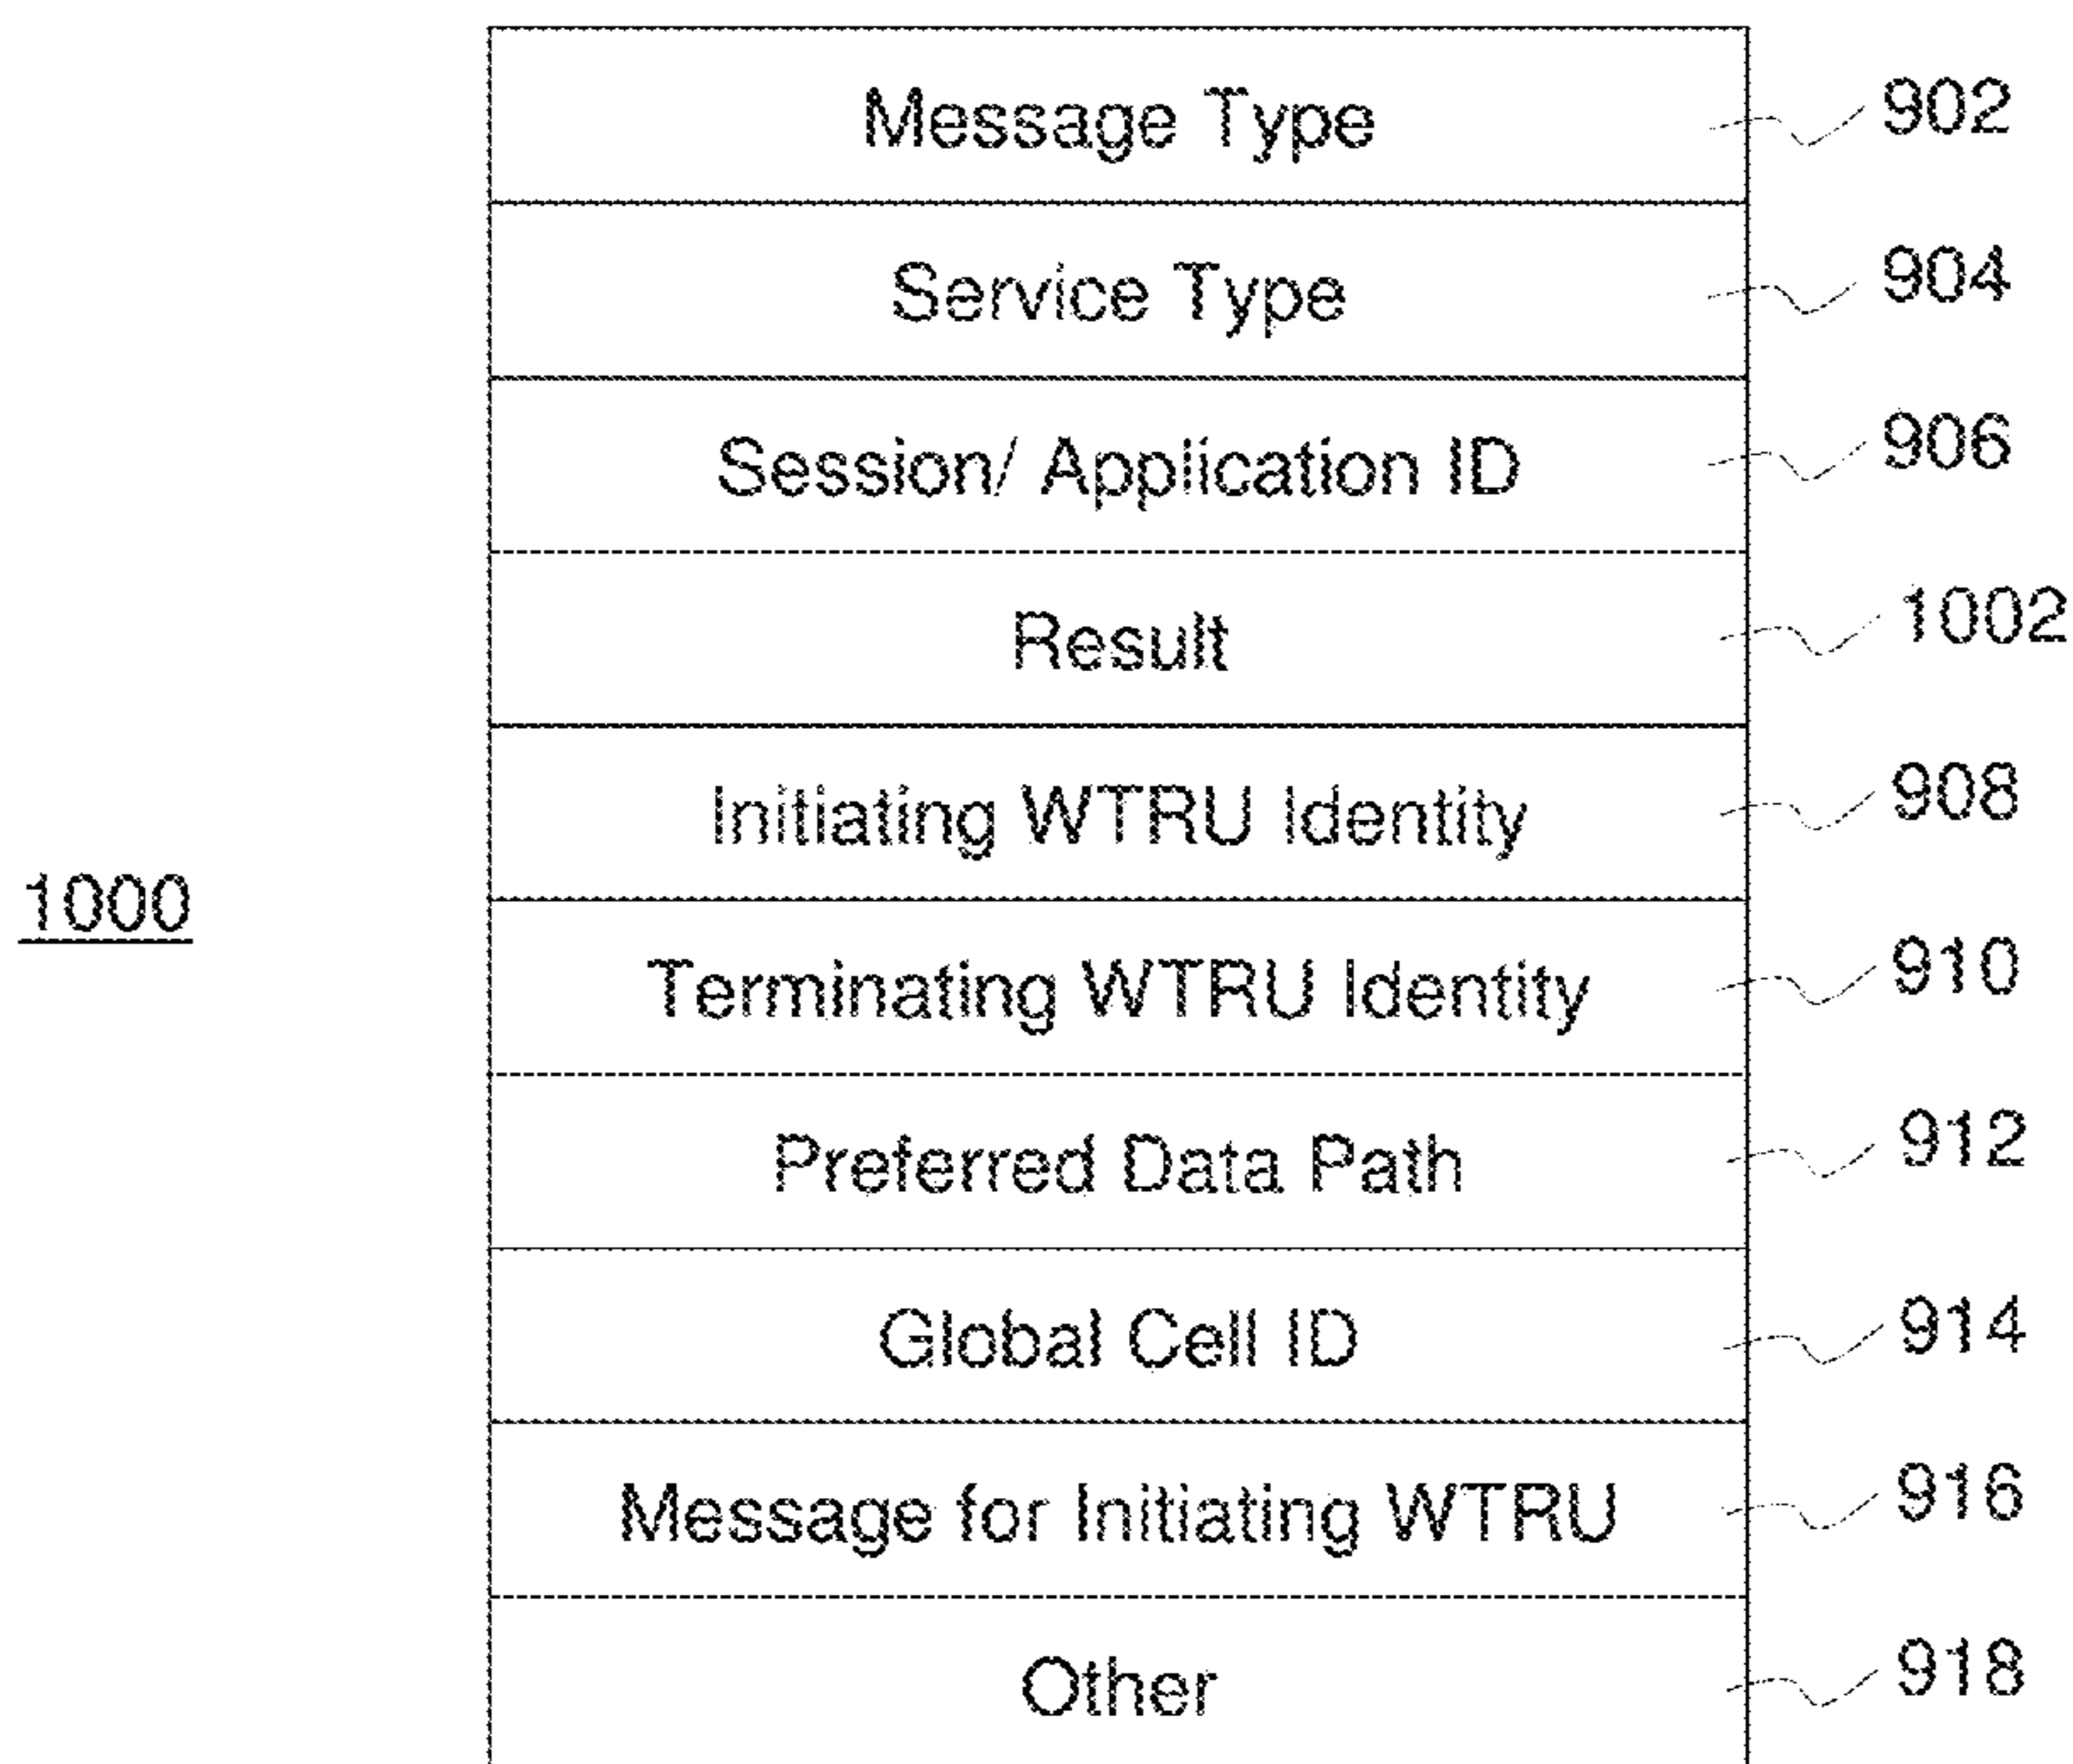 Message Type 902
Service Type 904
Session/ Application ID 906
Result 1002
Initiating WTRU Identity 908
1000
Terminating WTRU Identity 910
Preferred Data Path 912
Global Cell ID 914
Message for Initiating WTRU 916
Other 918